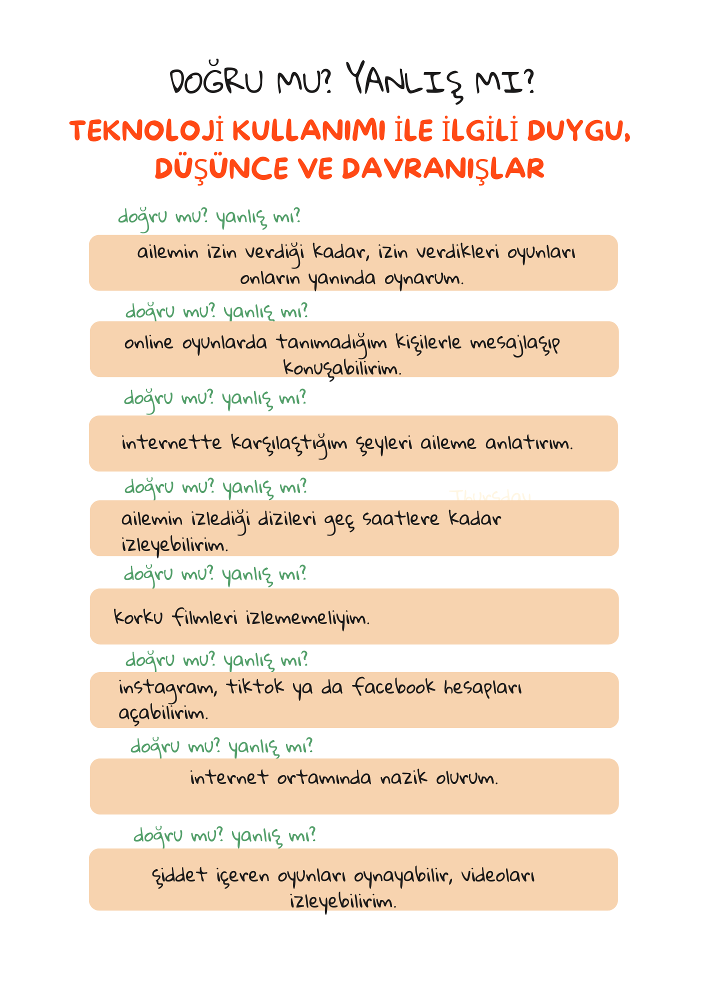 DOĞRU MU? YANLIŞ MI?
TEKNOLOJİ KULLANIMI İLE İLGİLİ DUYGU,
DÜŞÜNCE VE DAVRANIŞLAR
doğru mu? yanlış mı?
ailemin izin verdiği kadar, izin verdikleri oyunları
onların yanında oynarum.
doğru mu? yanlış mı?
online oyunlarda tanımadığım kişilerle mesajlaşıp
konuşabilirim.
doğru mu? yanlış mı?
internette karşılaştığım şeyleri aileme anlatırım.
doğru mu? yanlış mı?
Thursday
ailemin izlediği dizileri geç saatlere kadar
izleyebilirim.
doğru mu? yanlış mı?
korku filmleri izlememeliyim.
doğru mu? yanlış mı?
instagram, tiktok ya da facebook hesapları
açabilirim.
doğru mu? yanlış mı?
internet ortamında nazik olurum.
doğru mu? yanlış mı?
şiddet içeren oyunları oynayabilir, videoları
izleyebilirim.